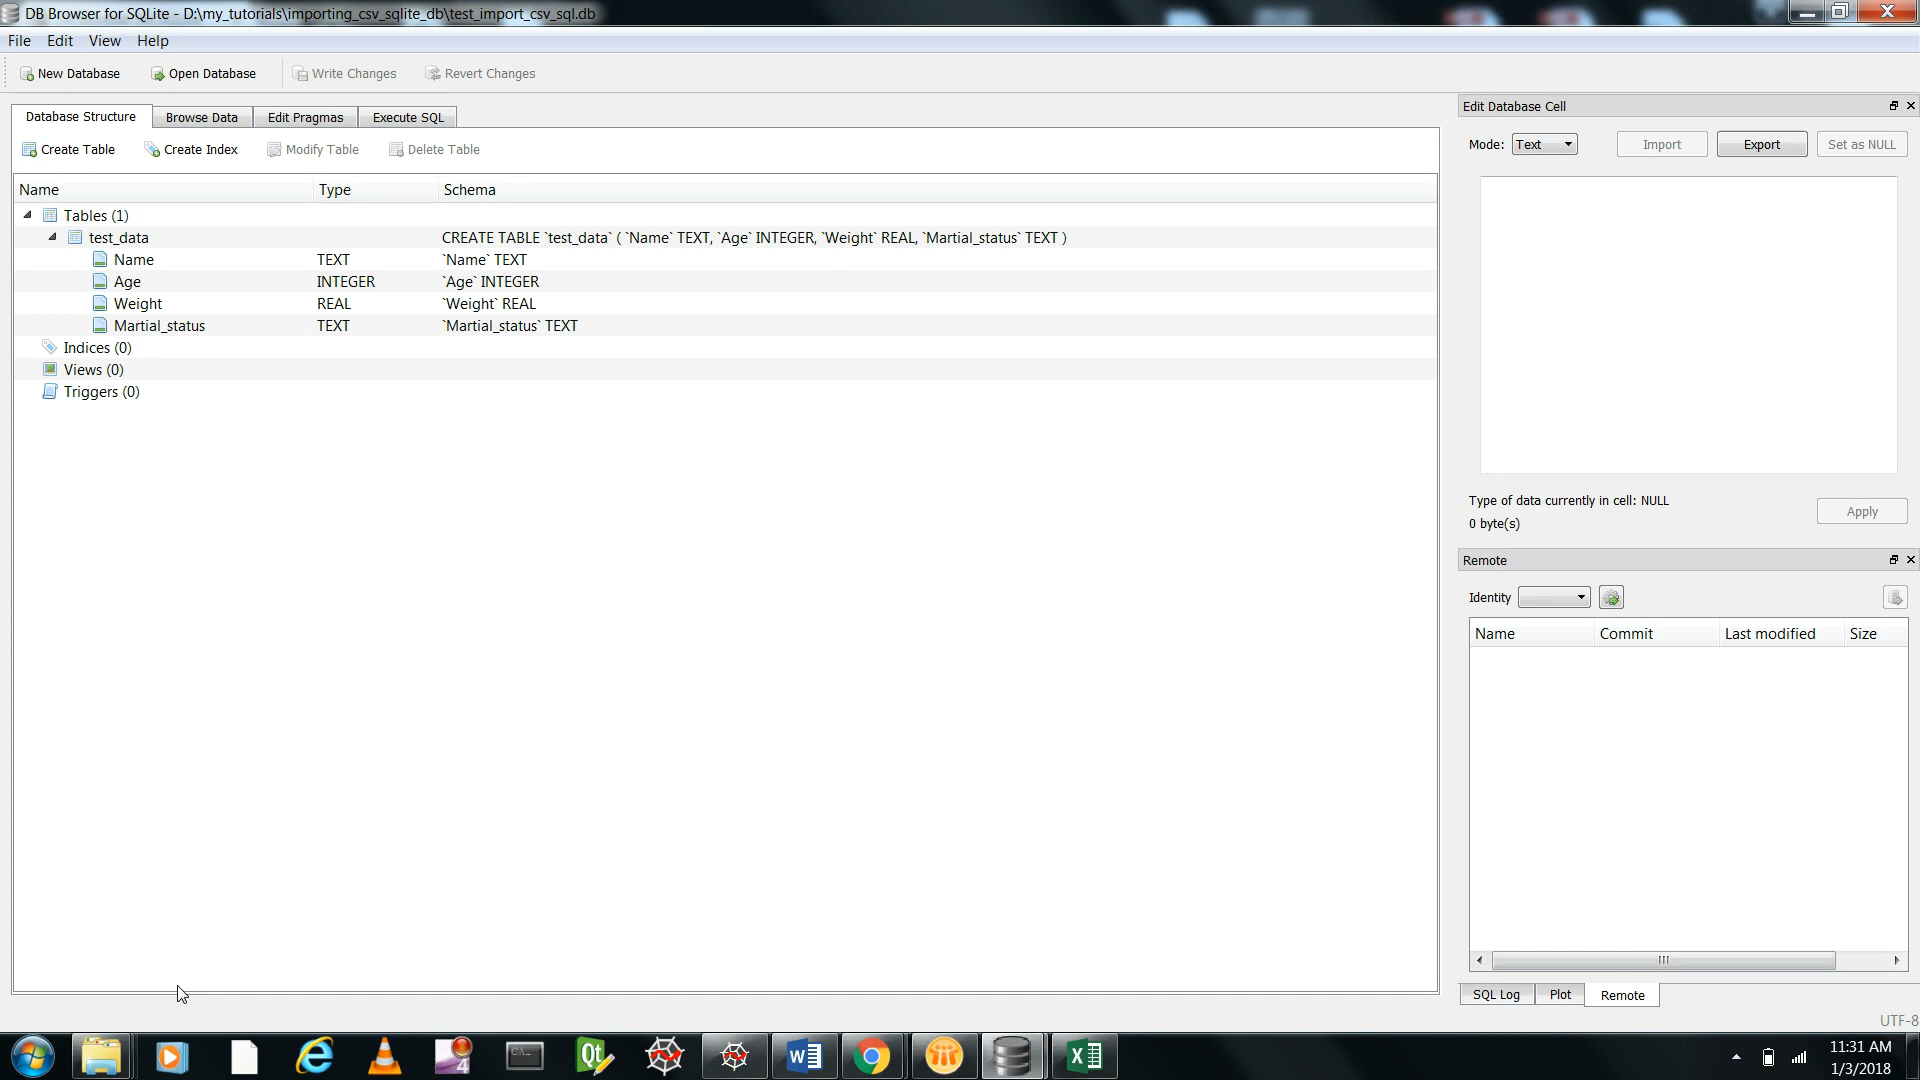 DB Browser for SQLite - D:\my_tutorials\importing_csv_sqlite_db\test_import_csv_sql.db
File Edit View Help
New Database Open Database Write Changes Revert Changes
Database Structure Browse Data Edit Pragmas Execute SQL
Create Table Create Index Modify Table Delete Table
Name Type Schema
Tables (1)
test_data CREATE TABLE `test_data` ( `Name` TEXT, `Age` INTEGER, `Weight` REAL, `Martial_status` TEXT )
Name TEXT `Name` TEXT
Age INTEGER `Age` INTEGER
Weight REAL `Weight` REAL
Martial_status TEXT `Martial_status` TEXT
Indices (0)
Views (0)
Triggers (0)
Edit Database Cell
Mode: Text Import Export Set as NULL
Type of data currently in cell: NULL
0 byte(s)
Apply
Remote
Identity
Name Commit Last modified Size
SQL Log Plot Remote
UTF-8
11:31 AM
1/3/2018